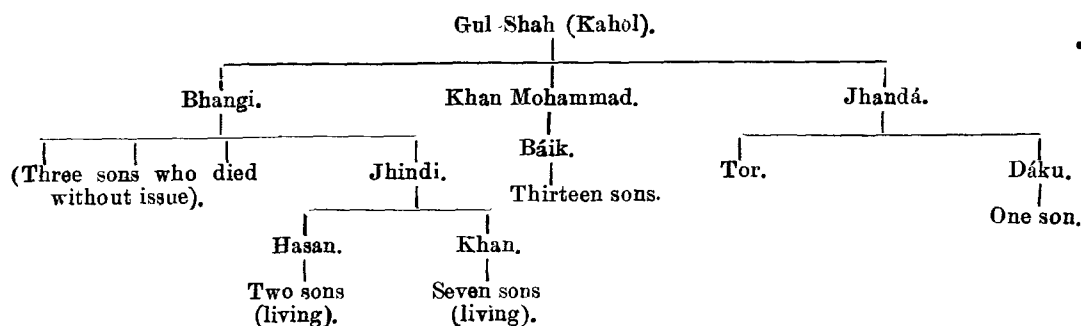 Gul Shah (Kahol).
Bhangi. Khan Mohammad. Jhandá.
(Three sons who died without issue). Jhindi. Báik. Tor. Dáku.
Thirteen sons. One son.
Hasan. Khan.
Two sons (living). Seven sons (living).